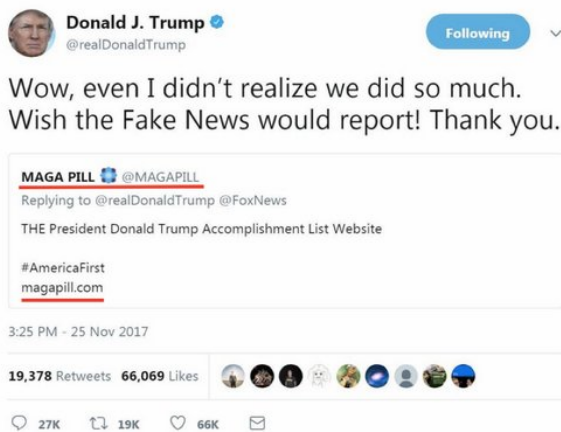 Donald J. Trump
@realDonaldTrump
Following
Wow, even I didn't realize we did so much.
Wish the Fake News would report! Thank you.
MAGA PILL @MAGAPILL
Replying to @realDonaldTrump @FoxNews
THE President Donald Trump Accomplishment List Website
#AmericaFirst
magapill.com
3:25 PM - 25 Nov 2017
19,378 Retweets 66,069 Likes
27K 19K 66K